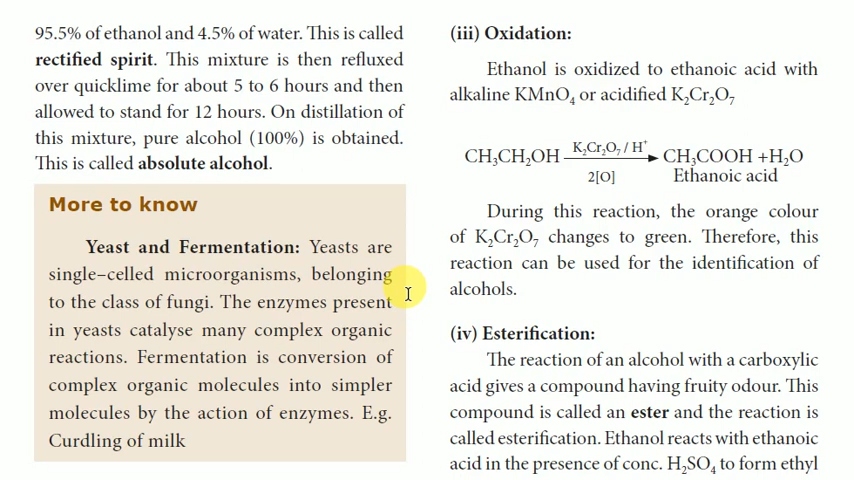 95.5% of ethanol and 4.5% of water. This is called
rectified spirit. This mixture is then refluxed
over quicklime for about 5 to 6 hours and then
allowed to stand for 12 hours. On distillation of
this mixture, pure alcohol (100%) is obtained.
This is called absolute alcohol.
More to know
Yeast and Fermentation: Yeasts are
single–celled microorganisms, belonging
to the class of fungi. The enzymes present
in yeasts catalyse many complex organic
reactions. Fermentation is conversion of
complex organic molecules into simpler
molecules by the action of enzymes. E.g.
Curdling of milk
(iii) Oxidation:
Ethanol is oxidized to ethanoic acid with
alkaline KMnO₄ or acidified K₂Cr₂O₇
K₂Cr₂O₇ / H⁺
CH₃CH₂OH → CH₃COOH +H₂O
2[O] Ethanoic acid
During this reaction, the orange colour
of K₂Cr₂O₇ changes to green. Therefore, this
reaction can be used for the identification of
alcohols.
(iv) Esterification:
The reaction of an alcohol with a carboxylic
acid gives a compound having fruity odour. This
compound is called an ester and the reaction is
called esterification. Ethanol reacts with ethanoic
acid in the presence of conc. H₂SO₄ to form ethyl